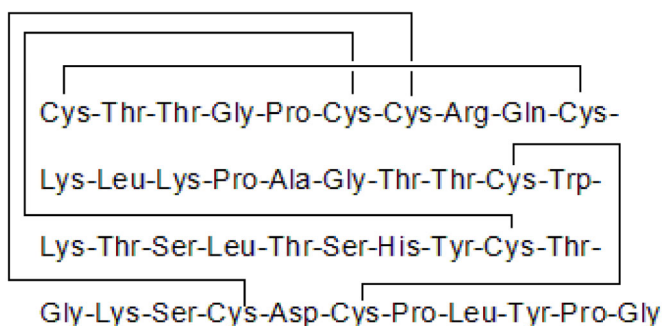 Cys-Thr-Thr-Gly-Pro-Cys-Cys-Arg-Gln-Cys-
Lys-Leu-Lys-Pro-Ala-Gly-Thr-Thr-Cys-Trp-
Lys-Thr-Ser-Leu-Thr-Ser-His-Tyr-Cys-Thr-
Gly-Lys-Ser-Cys-Asp-Cys-Pro-Leu-Tyr-Pro-Gly